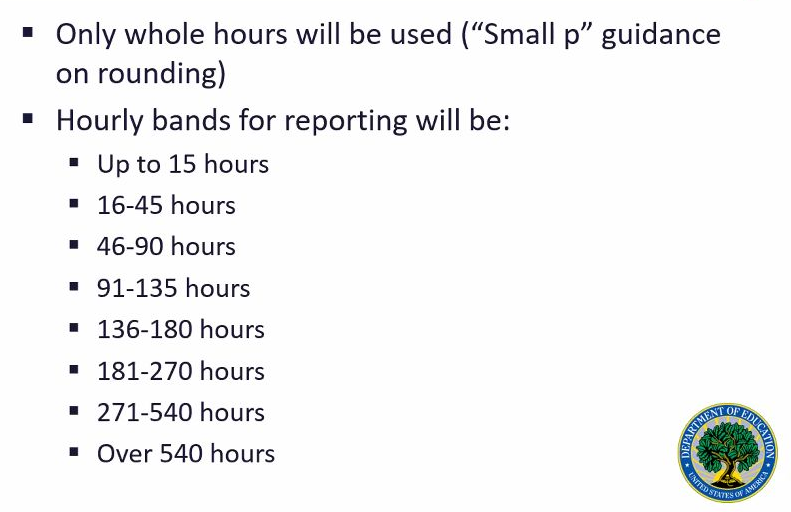 ▪ Only whole hours will be used (“Small p” guidance
on rounding)
▪ Hourly bands for reporting will be:
▪ Up to 15 hours
▪ 16-45 hours
▪ 46-90 hours
▪ 91-135 hours
▪ 136-180 hours
▪ 181-270 hours
▪ 271-540 hours
▪ Over 540 hours
DEPARTMENT OF EDUCATION
UNITED STATES OF AMERICA